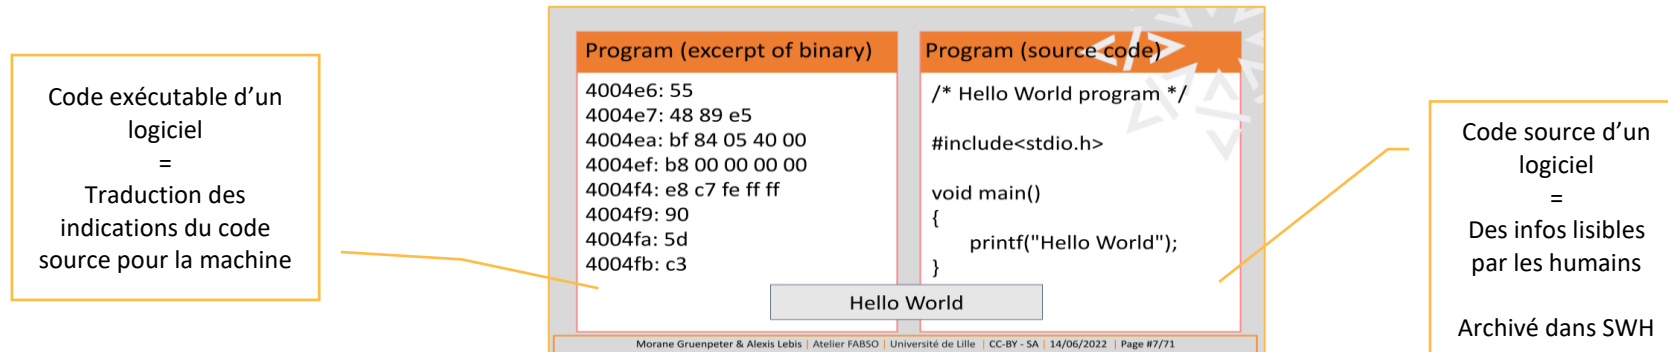 Code exécutable d’un
logiciel
=
Traduction des
indications du code
source pour la machine
Program (excerpt of binary)
4004e6: 55
4004e7: 48 89 e5
4004ea: bf 84 05 40 00
4004ef: b8 00 00 00 00
4004f4: e8 c7 fe ff ff
4004f9: 90
4004fa: 5d
4004fb: c3
Program (source code)
/* Hello World program */
#include<stdio.h>
void main()
{
printf("Hello World");
}
Hello World
Morane Gruenpeter & Alexis Lebis | Atelier FABSO | Université de Lille | CC-BY - SA | 14/06/2022 | Page #7/71
Code source d’un
logiciel
=
Des infos lisibles
par les humains
Archivé dans SWH